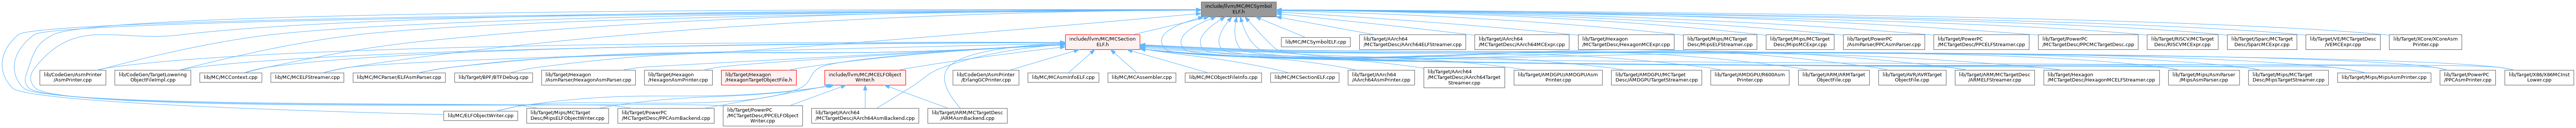 include/llvm/MC/MCSymbol
ELF.h
include/llvm/MC/MCSection
ELF.h
lib/MC/MCSymbolELF.cpp
lib/Target/AArch64
/MCTargetDesc/AArch64ELFStreamer.cpp
lib/Target/AArch64
/MCTargetDesc/AArch64MCExpr.cpp
lib/Target/Hexagon
/MCTargetDesc/HexagonMCExpr.cpp
lib/Target/Mips/MCTarget
Desc/MipsELFStreamer.cpp
lib/Target/Mips/MCTarget
Desc/MipsMCExpr.cpp
lib/Target/PowerPC
/AsmParser/PPCAsmParser.cpp
lib/Target/PowerPC
/MCTargetDesc/PPCELFStreamer.cpp
lib/Target/PowerPC
/MCTargetDesc/PPCMCTargetDesc.cpp
lib/Target/RISCV/MCTarget
Desc/RISCVMCExpr.cpp
lib/Target/Sparc/MCTarget
Desc/SparcMCExpr.cpp
lib/Target/VE/MCTargetDesc
/VEMCExpr.cpp
lib/Target/XCore/XCoreAsm
Printer.cpp
lib/CodeGen/AsmPrinter
/AsmPrinter.cpp
lib/CodeGen/TargetLowering
ObjectFileImpl.cpp
lib/MC/MCContext.cpp
lib/MC/MCELFStreamer.cpp
lib/MC/MCParser/ELFAsmParser.cpp
lib/Target/BPF/BTFDebug.cpp
lib/Target/Hexagon
/AsmParser/HexagonAsmParser.cpp
lib/Target/Hexagon
/HexagonAsmPrinter.cpp
lib/Target/Hexagon
/HexagonTargetObjectFile.h
include/llvm/MC/MCELFObject
Writer.h
lib/CodeGen/AsmPrinter
/ErlangGCPrinter.cpp
lib/MC/MCAsmInfoELF.cpp
lib/MC/MCAssembler.cpp
lib/MC/MCObjectFileInfo.cpp
lib/MC/MCSectionELF.cpp
lib/Target/AArch64
/AArch64AsmPrinter.cpp
lib/Target/AArch64
/MCTargetDesc/AArch64Target
Streamer.cpp
lib/Target/AMDGPU/AMDGPUAsm
Printer.cpp
lib/Target/AMDGPU/MCTarget
Desc/AMDGPUTargetStreamer.cpp
lib/Target/AMDGPU/R600Asm
Printer.cpp
lib/Target/ARM/ARMTarget
ObjectFile.cpp
lib/Target/AVR/AVRTarget
ObjectFile.cpp
lib/Target/ARM/MCTargetDesc
/ARMELFStreamer.cpp
lib/Target/Hexagon
/MCTargetDesc/HexagonMCELFStreamer.cpp
lib/Target/Mips/AsmParser
/MipsAsmParser.cpp
lib/Target/Mips/MCTarget
Desc/MipsTargetStreamer.cpp
lib/Target/Mips/MipsAsmPrinter.cpp
lib/Target/PowerPC
/PPCAsmPrinter.cpp
lib/Target/X86/X86MCInst
Lower.cpp
lib/MC/ELFObjectWriter.cpp
lib/Target/Mips/MCTarget
Desc/MipsELFObjectWriter.cpp
lib/Target/PowerPC
/MCTargetDesc/PPCAsmBackend.cpp
lib/Target/PowerPC
/MCTargetDesc/PPCELFObject
Writer.cpp
lib/Target/AArch64
/MCTargetDesc/AArch64AsmBackend.cpp
lib/Target/ARM/MCTargetDesc
/ARMAsmBackend.cpp